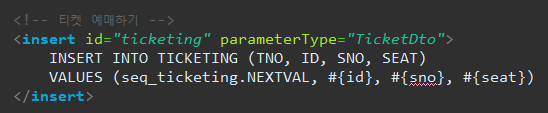 <!-- 티켓 예매하기 -->
<insert id="ticketing" parameterType="TicketDto">
INSERT INTO TICKETING (TNO, ID, SNO, SEAT)
VALUES (seq_ticketing.NEXTVAL, #{id}, #{sno}, #{seat})
</insert>